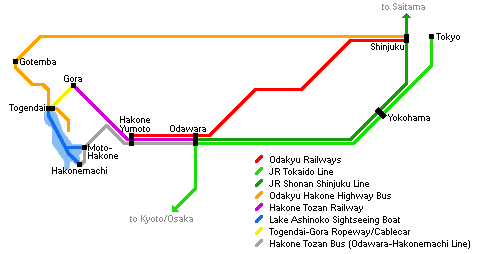 to Saitama
Tokyo
Shinjuku
Gotemba
Gora
Togendai
Hakone
Yumoto
Odawara
Yokohama
Moto-
Hakone
Hakonemachi
to Kyoto/Osaka
Odakyu Railways
JR Tokaido Line
JR Shonan Shinjuku Line
Odakyu Hakone Highway Bus
Hakone Tozan Railway
Lake Ashinoko Sightseeing Boat
Togendai-Gora Ropeway/Cablecar
Hakone Tozan Bus (Odawara-Hakonemachi Line)